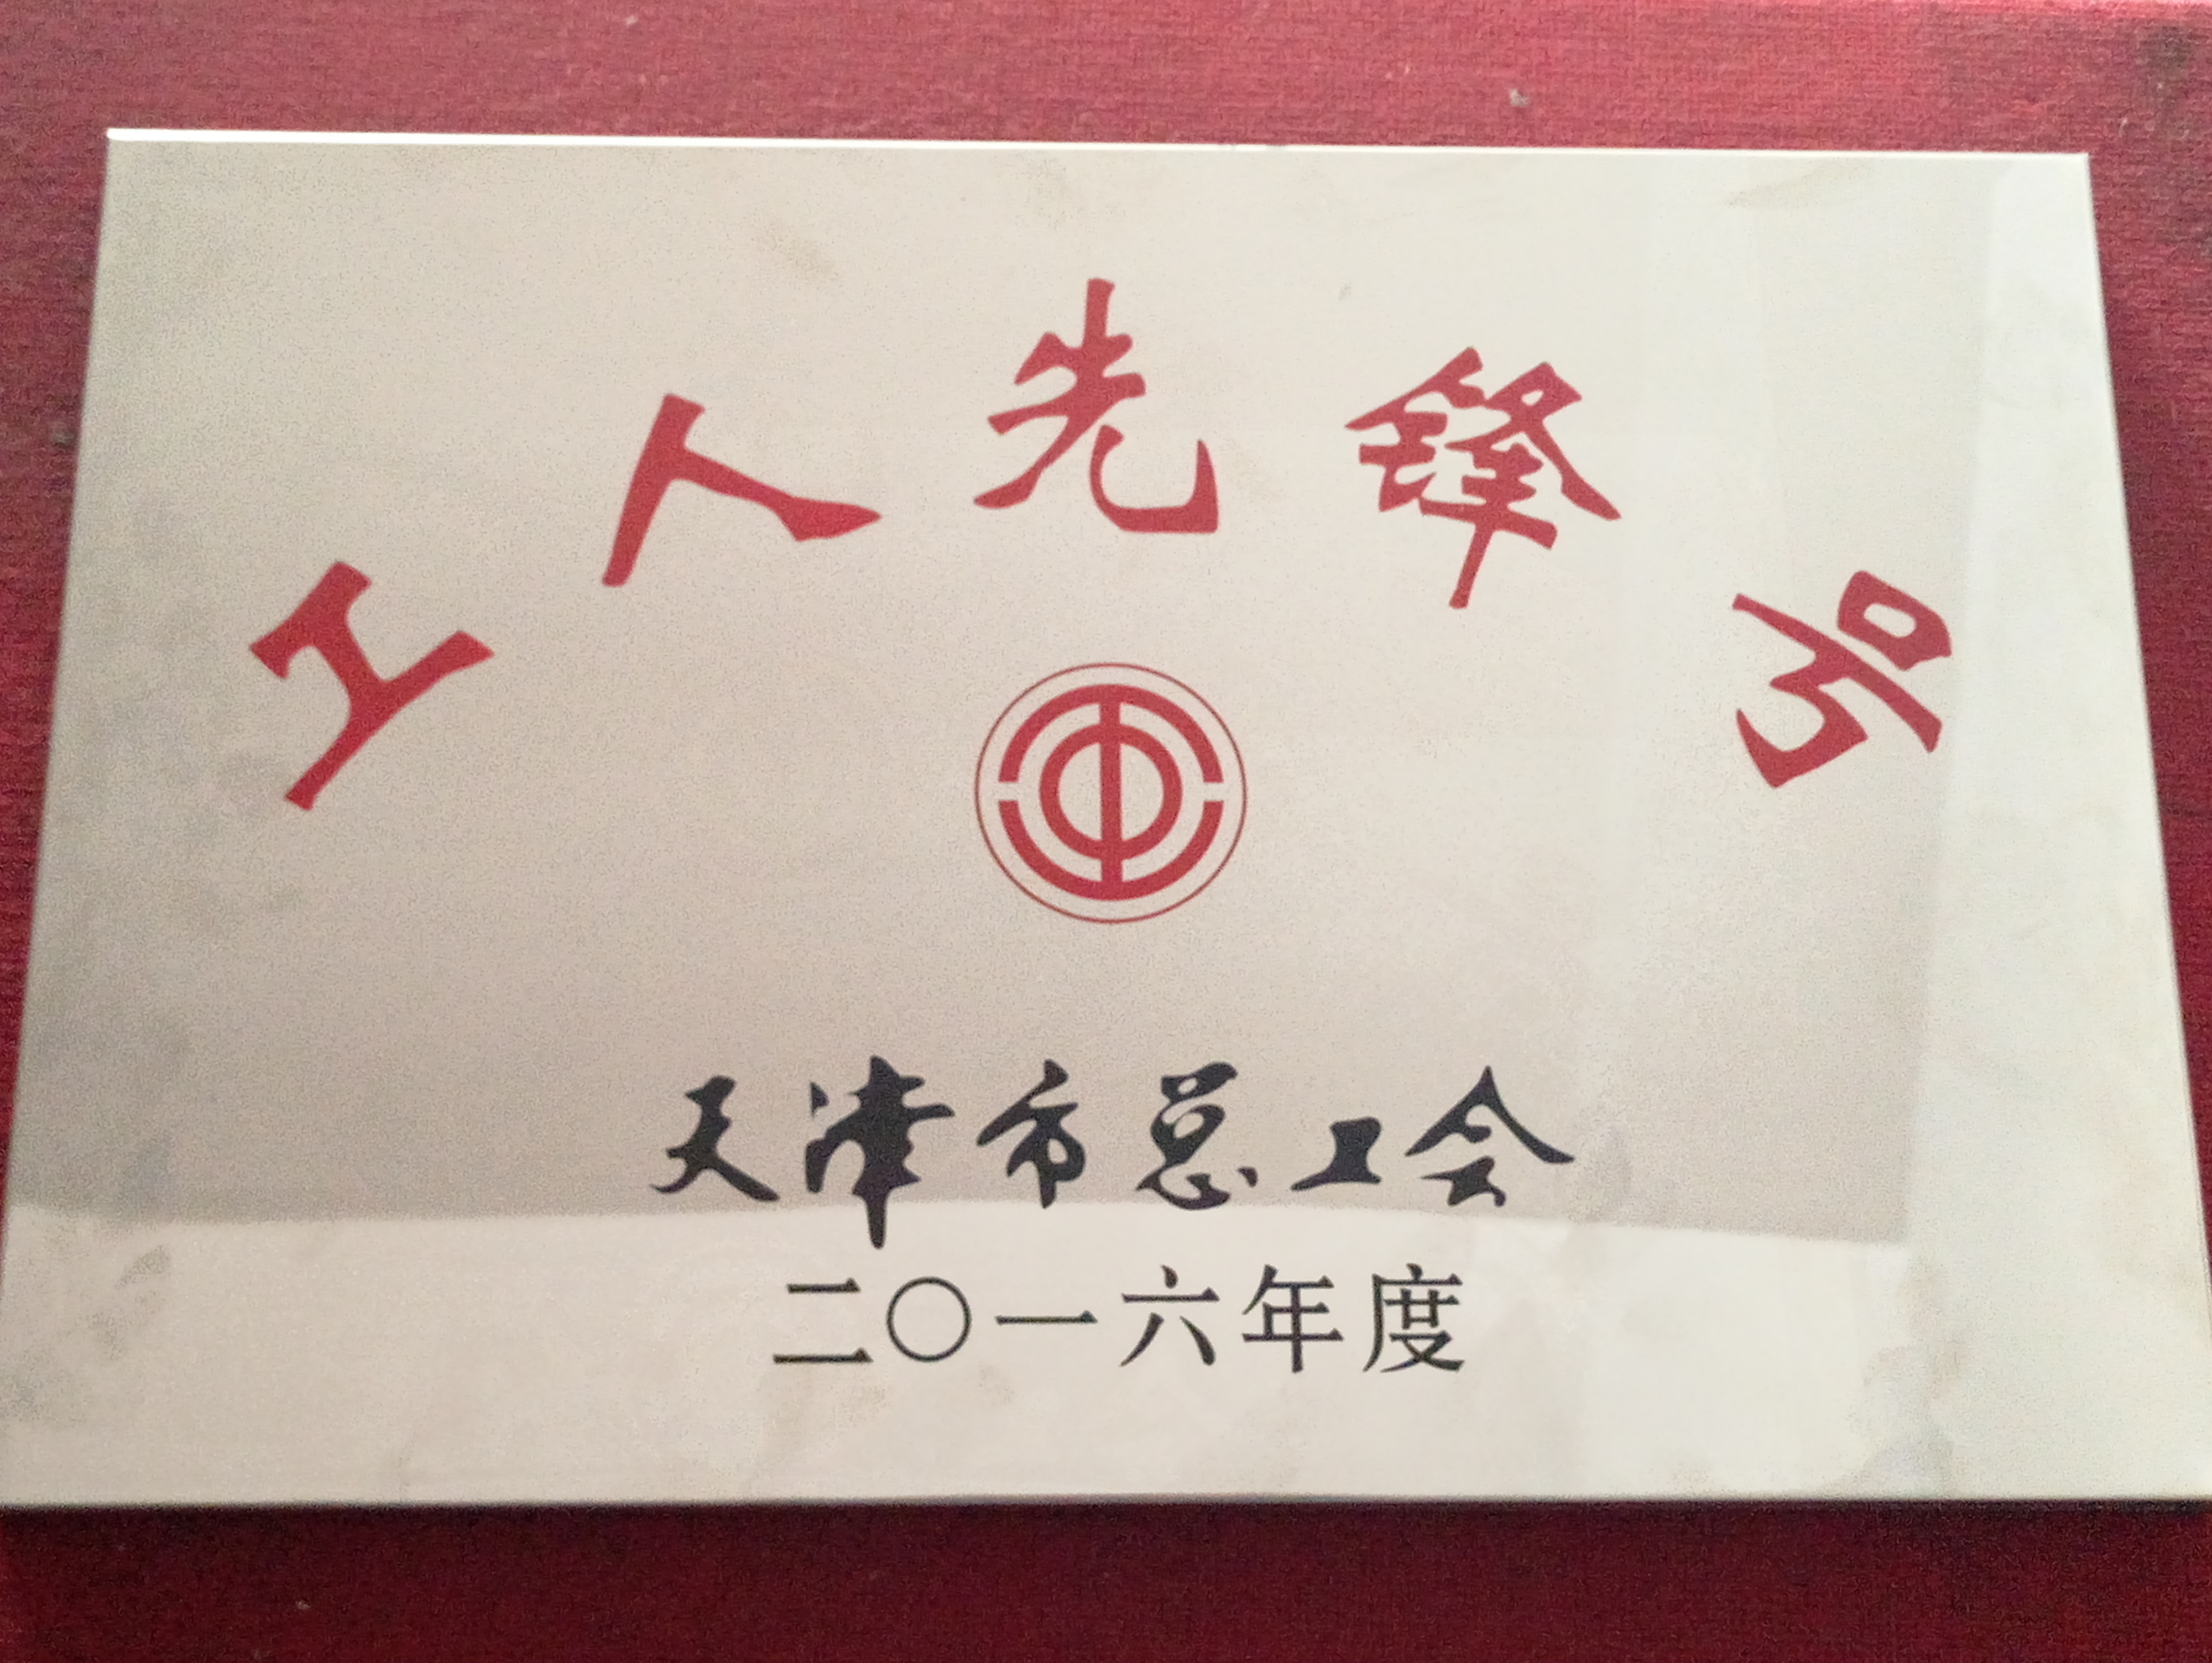 工人先锋号
天津市总工会
二〇一六年度